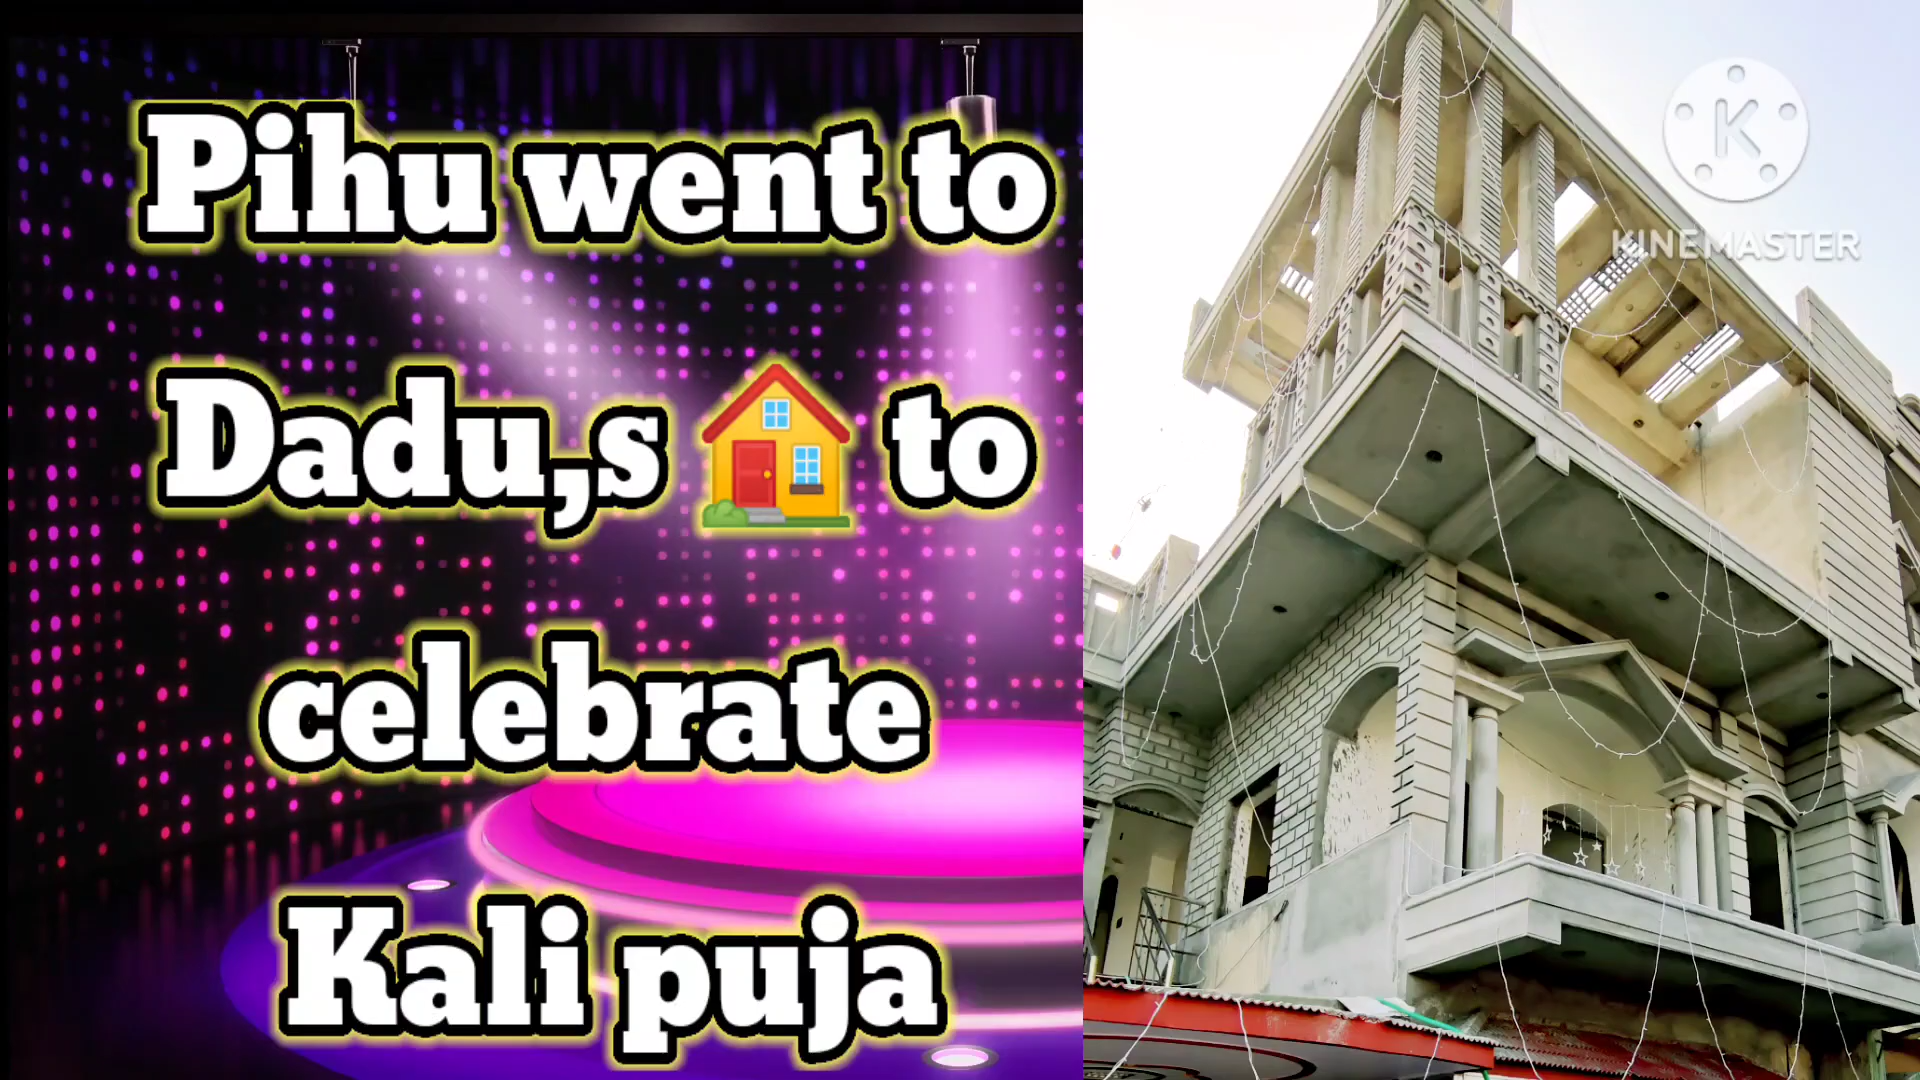 Pihu went to
Dadu,s 🏠 to
celebrate
Kali puja
K
KINEMASTER